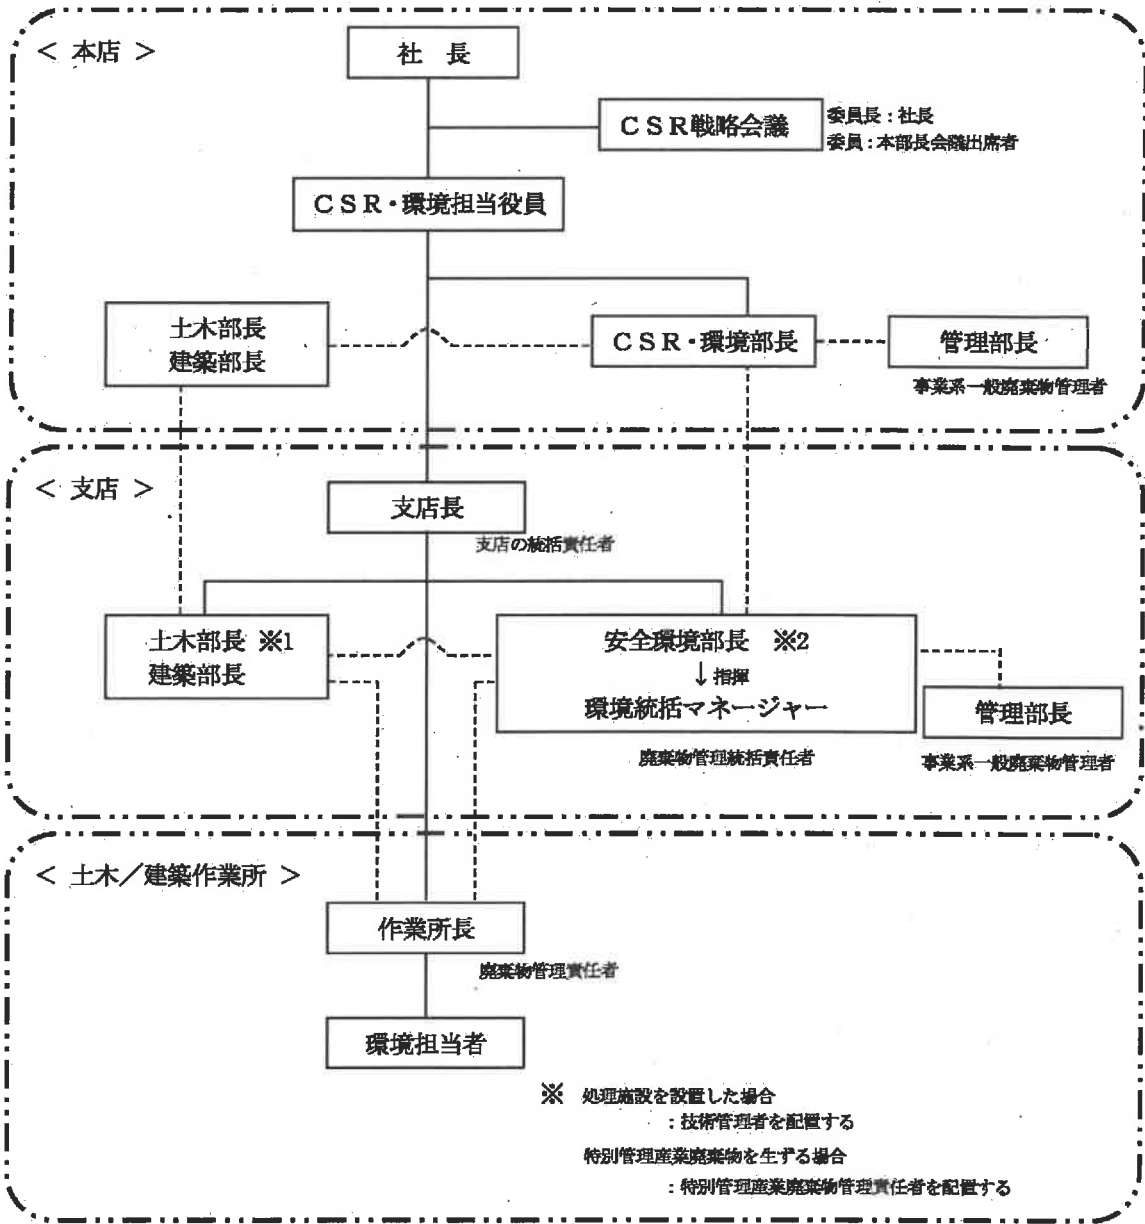 < 本店 >
社 長
CSR戦略会議
委員長:社長
委員:本部長会議出席者
CSR・環境担当役員
土木部長
建築部長
CSR・環境部長
管理部長
事業系一般廃棄物管理者
< 支店 >
支店長
支店の統括責任者
土木部長 ※1
建築部長
安全環境部長 ※2
↓指揮
環境統括マネージャー
廃棄物管理統括責任者
管理部長
事業系一般廃棄物管理者
< 土木/建築作業所 >
作業所長
廃棄物管理責任者
環境担当者
※ 処理施設を設置した場合
:技術管理者を配置する
特別管理産業廃棄物を生ずる場合
:特別管理産業廃棄物管理責任者を配置する